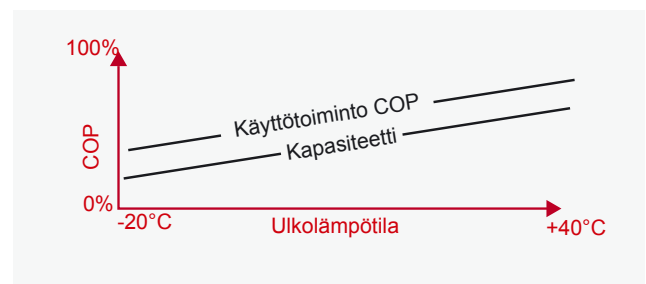 100%
Käyttötoiminto COP
Kapasiteetti
COP
0%
-20°C
Ulkolämpötila
+40°C